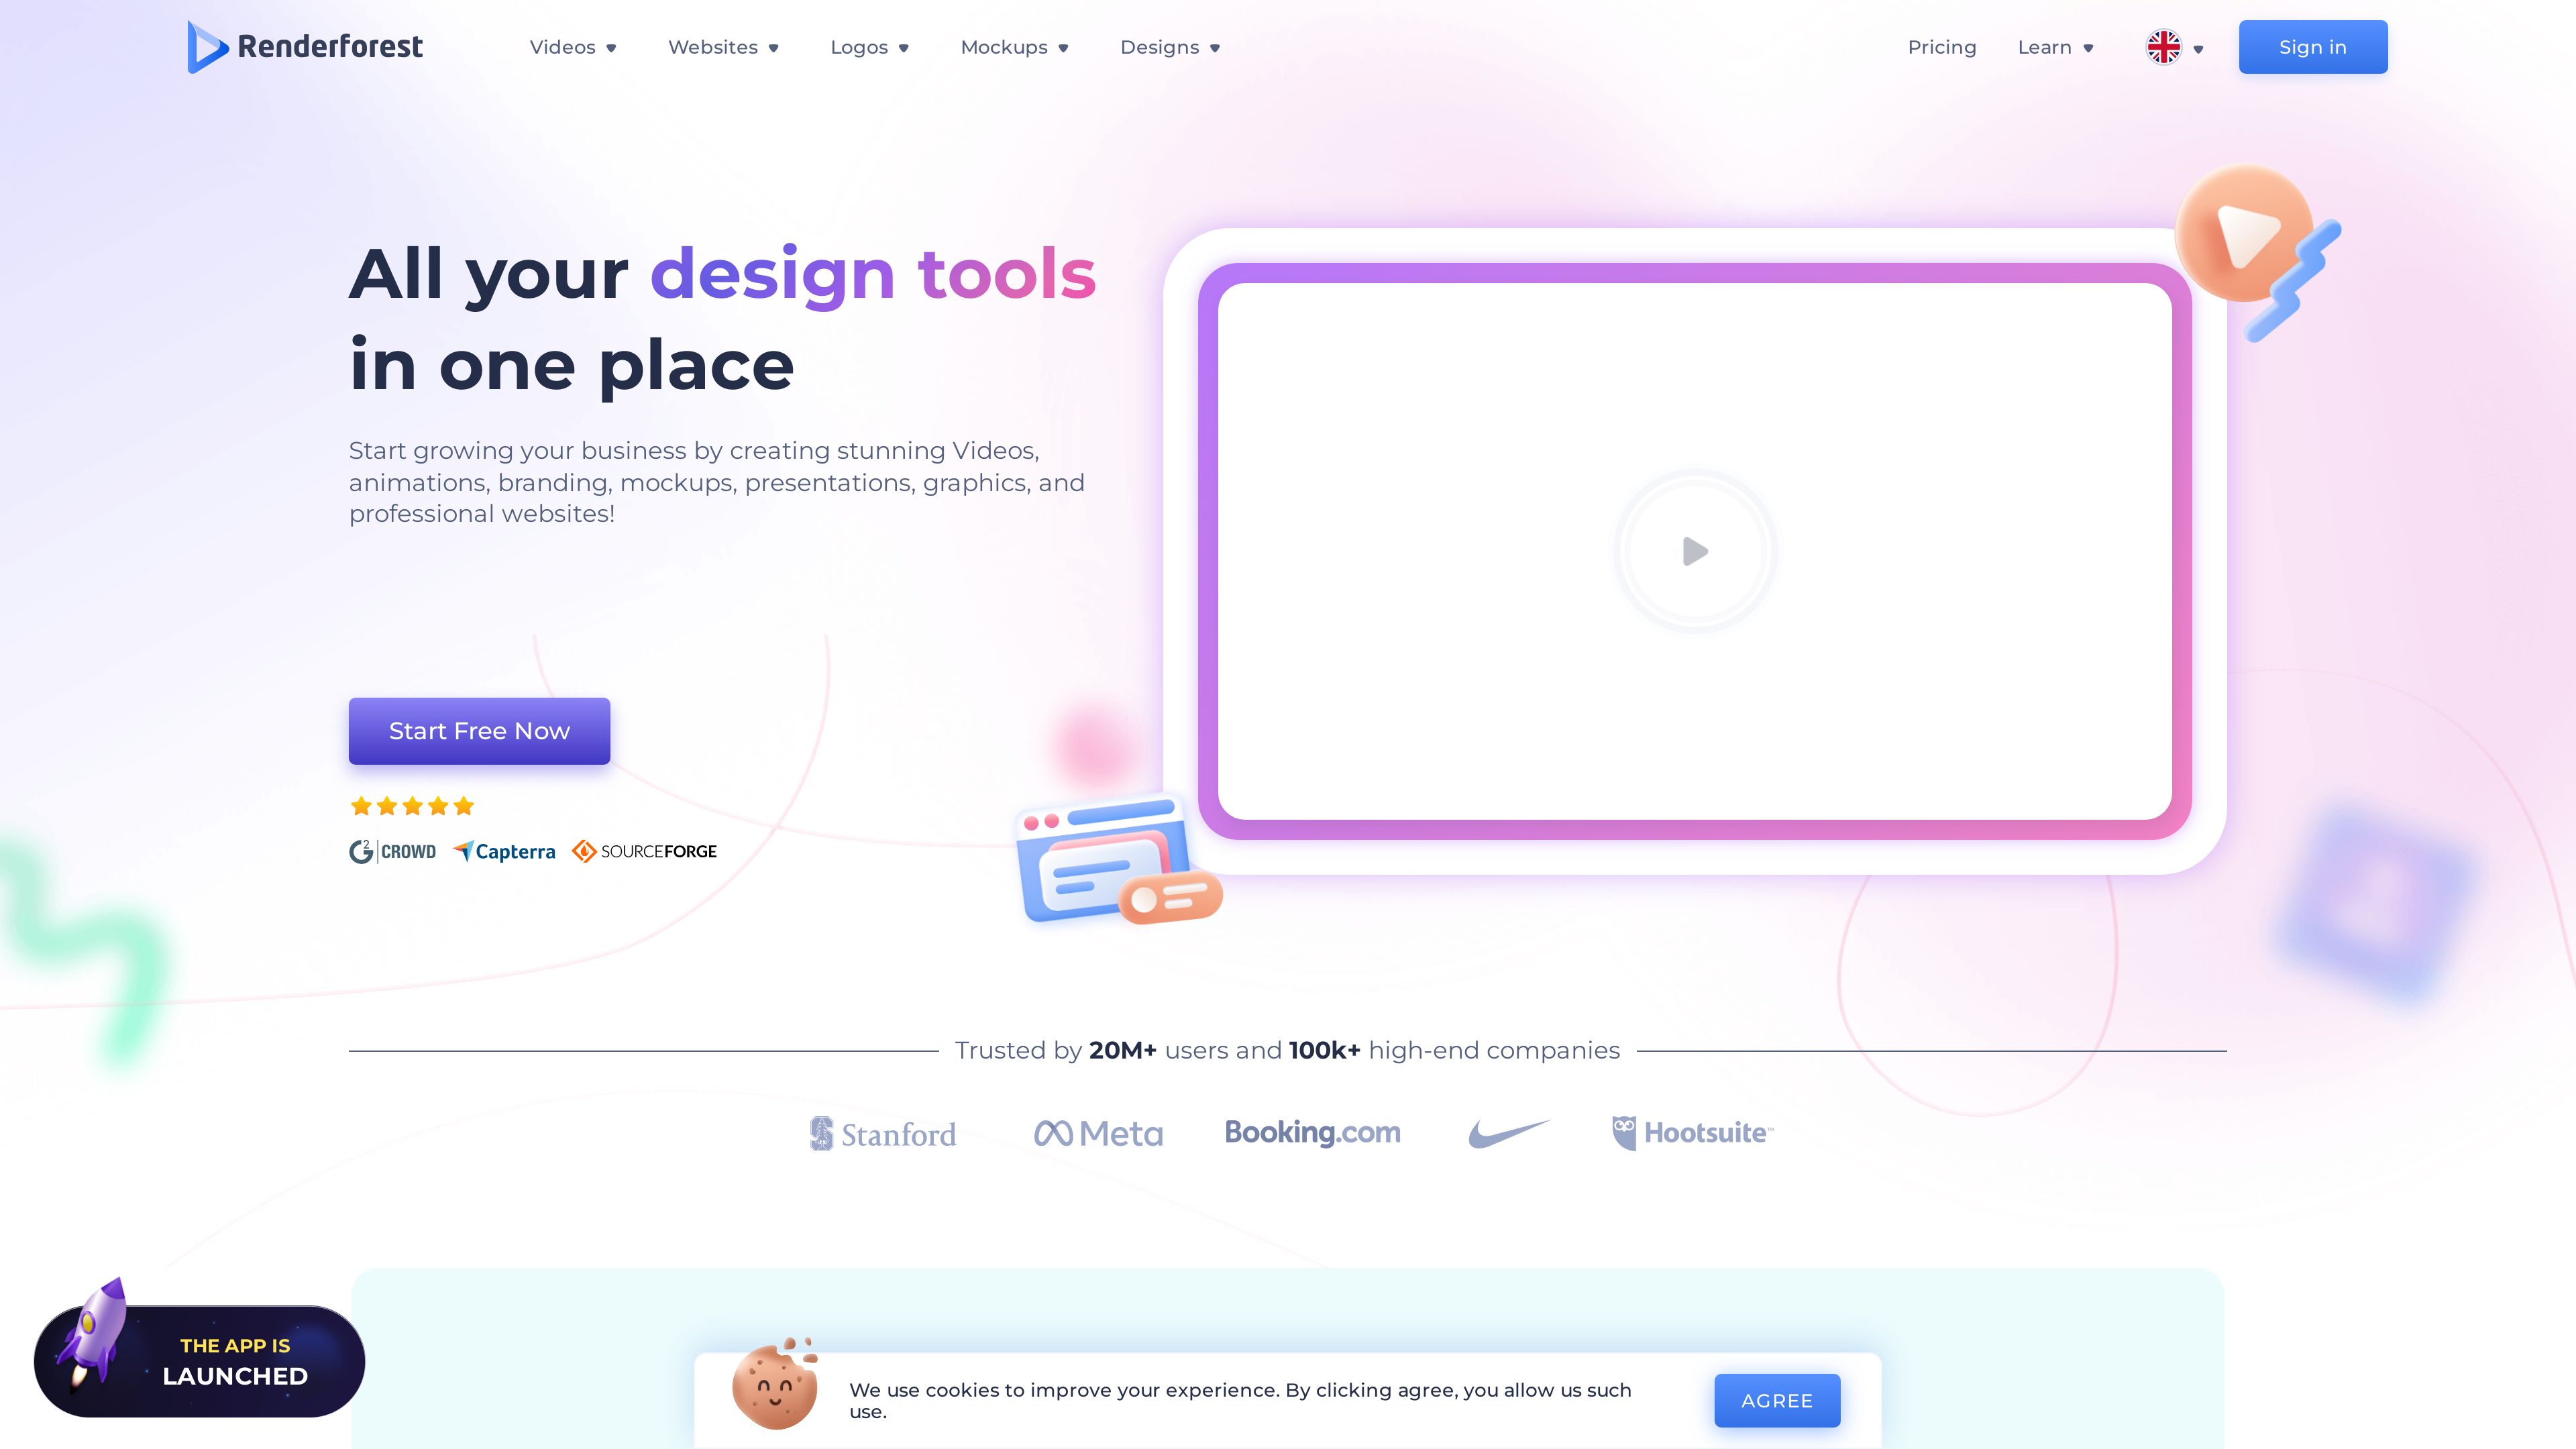 Renderforest
Videos
Websites
Logos
Mockups
Designs
Pricing
Learn
Sign in
All your design tools
in one place
Start growing your business by creating stunning Videos,
animations, branding, mockups, presentations, graphics, and
professional websites!
Start Free Now
G2 CROWD
Capterra
SOURCEFORGE
Trusted by 20M+ users and 100k+ high-end companies
Stanford
Meta
Booking.com
Hootsuite™
THE APP IS
LAUNCHED
We use cookies to improve your experience. By clicking agree, you allow us such
use.
AGREE